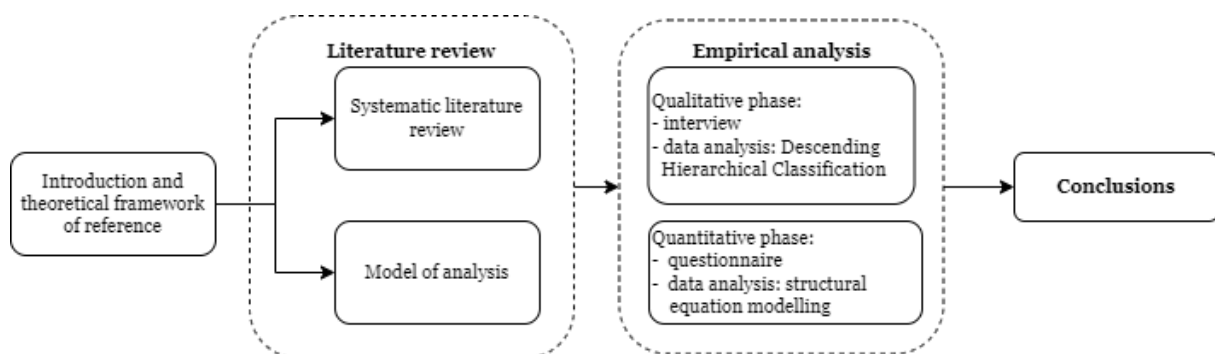 Introduction and
theoretical framework
of reference
Literature review
Systematic literature
review
Model of analysis
Empirical analysis
Qualitative phase:
- interview
- data analysis: Descending
Hierarchical Classification
Quantitative phase:
- questionnaire
- data analysis: structural
equation modelling
Conclusions